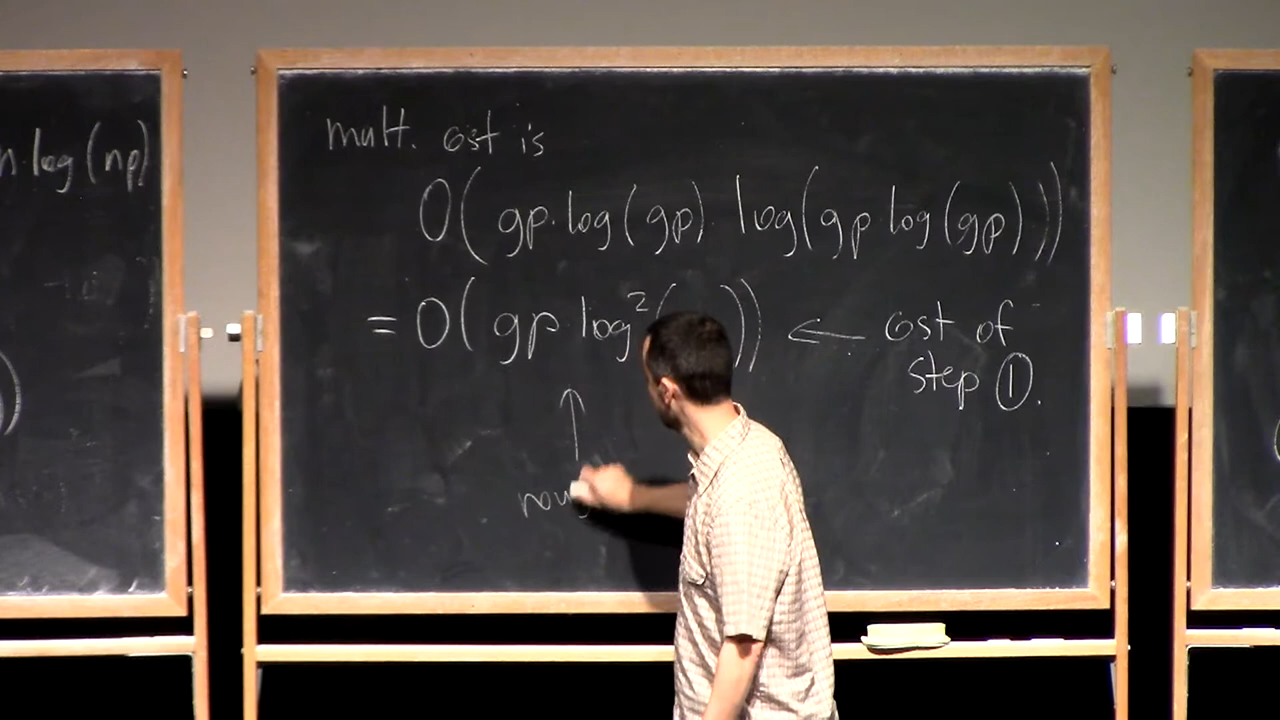 n log (np)
mult. cost is
O( gp · log (gp) · log( gp log (gp) ) )
= O( gp · log² ( ) ) ← cost of
step ①.